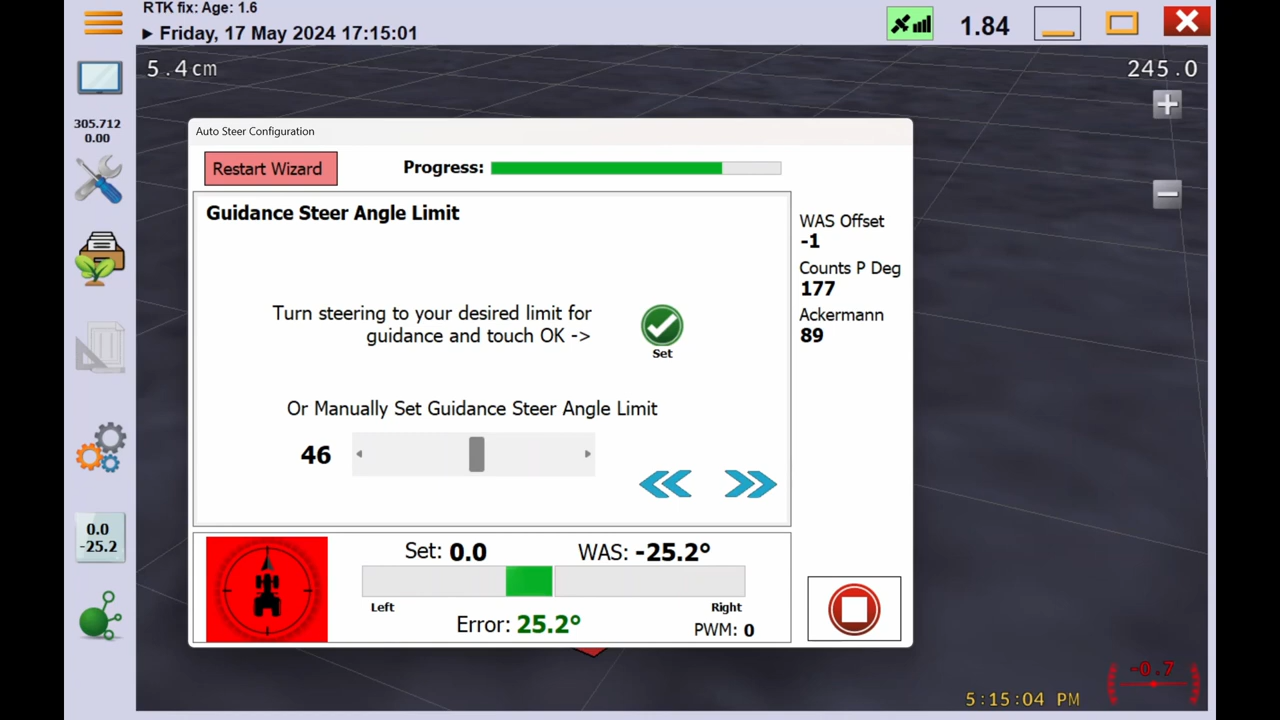 RTK fix: Age: 1.6
Friday, 17 May 2024 17:15:01
1.84
5.4cm
245.0
305.712
0.00
Auto Steer Configuration
Restart Wizard
Progress:
Guidance Steer Angle Limit
WAS Offset
-1
Counts P Deg
177
Ackermann
89
Turn steering to your desired limit for
guidance and touch OK ->
Set
Or Manually Set Guidance Steer Angle Limit
46
0.0
-25.2
Set: 0.0
WAS: -25.2°
Left
Right
Error: 25.2°
PWM: 0
-0.7
5:15:04 PM